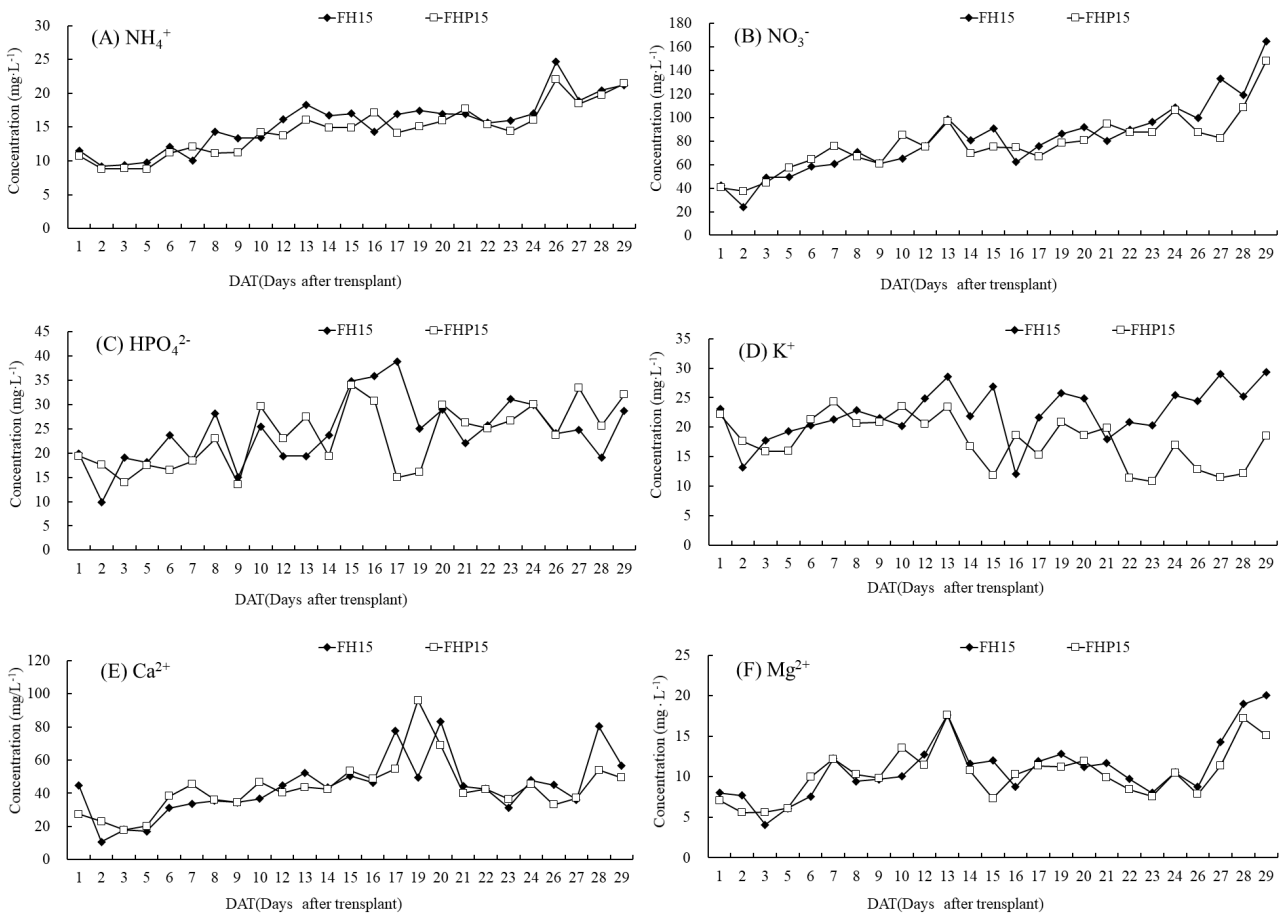 FH15 FHP15
(A) NH₄⁺
Concentration (mg·L⁻¹)
30
25
20
15
10
5
0
1 2 3 5 6 7 8 9 10 12 13 14 15 16 17 19 20 21 22 23 24 26 27 28 29
DAT(Days after trensplant)
FH15 FHP15
(B) NO₃⁻
Concentration (mg·L⁻¹)
180
160
140
120
100
80
60
40
20
0
1 2 3 5 6 7 8 9 10 12 13 14 15 16 17 19 20 21 22 23 24 26 27 28 29
DAT(Days after trensplant)
FH15 FHP15
(C) HPO₄²⁻
Concentration (mg·L⁻¹)
45
40
35
30
25
20
15
10
5
0
1 2 3 5 6 7 8 9 10 12 13 14 15 16 17 19 20 21 22 23 24 26 27 28 29
DAT(Days after trensplant)
FH15 FHP15
(D) K⁺
Concentration (mg·L⁻¹)
35
30
25
20
15
10
5
0
1 2 3 5 6 7 8 9 10 12 13 14 15 16 17 19 20 21 22 23 24 26 27 28 29
DAT(Days after trensplant)
FH15 FHP15
(E) Ca²⁺
Concentration (mg/L⁻¹)
120
100
80
60
40
20
0
1 2 3 5 6 7 8 9 10 12 13 14 15 16 17 19 20 21 22 23 24 26 27 28 29
DAT(Days after trensplant)
FH15 FHP15
(F) Mg²⁺
Concentration (mg · L⁻¹)
25
20
15
10
5
0
1 2 3 5 6 7 8 9 10 12 13 14 15 16 17 19 20 21 22 23 24 26 27 28 29
DAT(Days after trensplant)